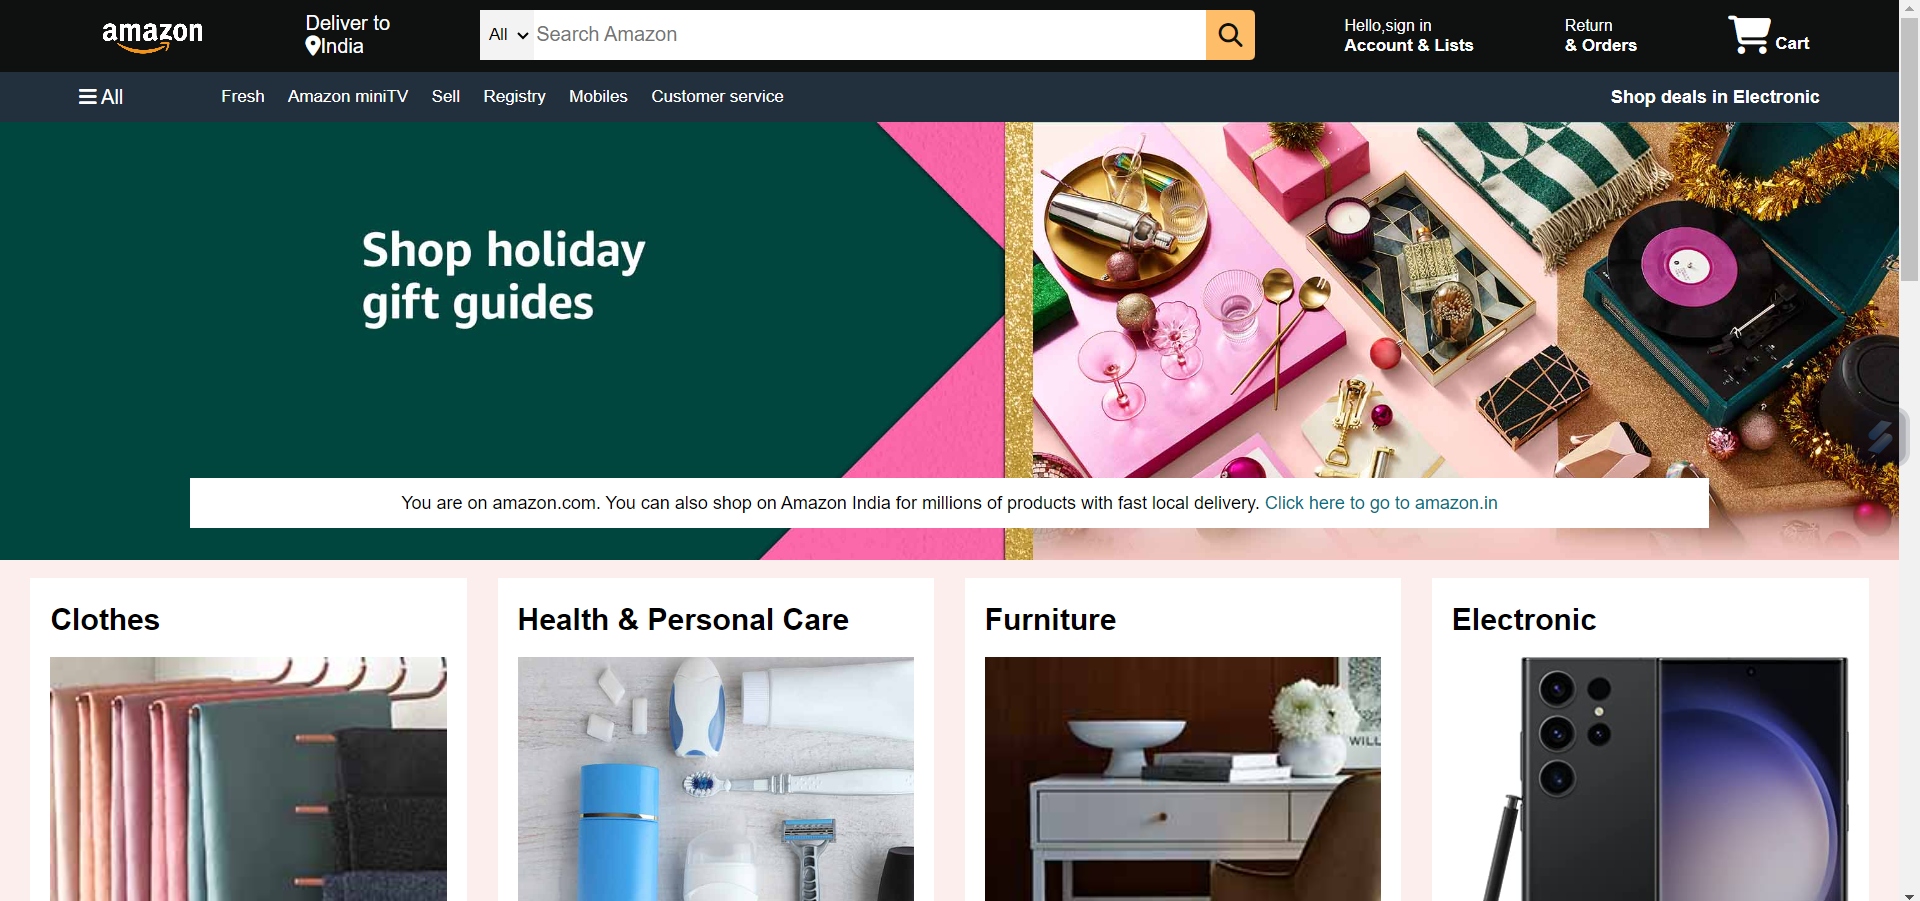 amazon
Deliver to
India
All
Search Amazon
Hello,sign in
Account & Lists
Return
& Orders
Cart
All
Fresh
Amazon miniTV
Sell
Registry
Mobiles
Customer service
Shop deals in Electronic
Shop holiday
gift guides
You are on amazon.com. You can also shop on Amazon India for millions of products with fast local delivery. Click here to go to amazon.in
Clothes
Health & Personal Care
Furniture
Electronic
WILL